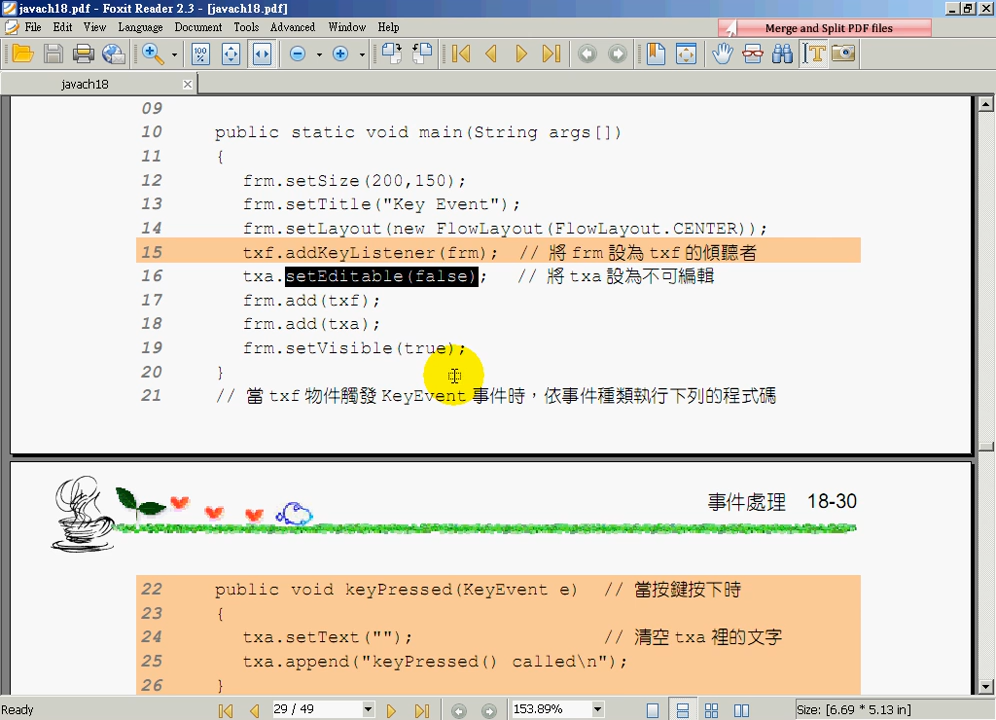 javach18.pdf - Foxit Reader 2.3 - [javach18.pdf]
File Edit View Language Document Tools Advanced Window Help
Merge and Split PDF files
javach18
09
10 public static void main(String args[])
11 {
12 frm.setSize(200,150);
13 frm.setTitle("Key Event");
14 frm.setLayout(new FlowLayout(FlowLayout.CENTER));
15 txf.addKeyListener(frm); // 將 frm 設為 txf 的傾聽者
16 txa.setEditable(false); // 將 txa 設為不可編輯
17 frm.add(txf);
18 frm.add(txa);
19 frm.setVisible(true);
20 }
21 // 當 txf 物件觸發 KeyEvent 事件時，依事件種類執行下列的程式碼
事件處理 18-30
22 public void keyPressed(KeyEvent e) // 當按鍵按下時
23 {
24 txa.setText(""); // 清空 txa 裡的文字
25 txa.append("keyPressed() called\n");
26 }
Ready 29 / 49 153.89% Size: [6.69 * 5.13 in]